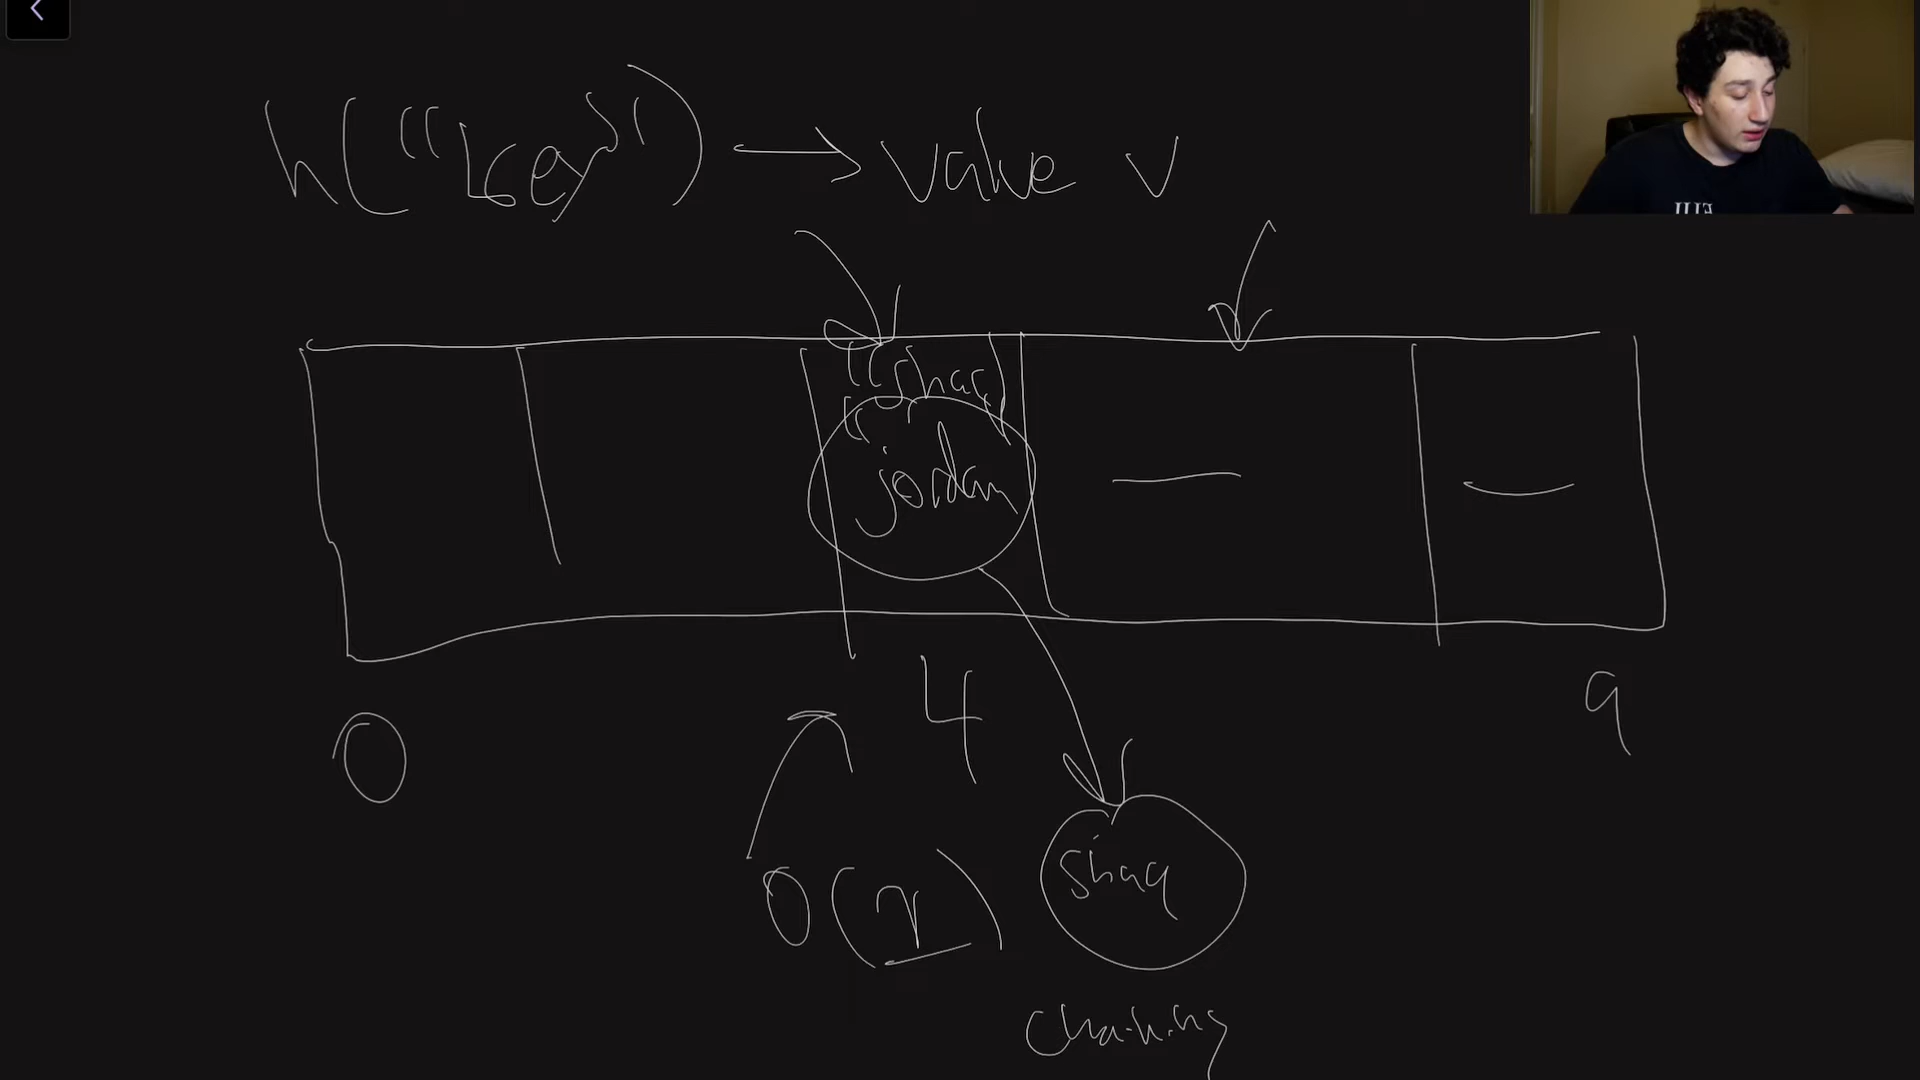 h("key") → value v
"shaq
"jordan
0 4 9
O(1) shaq
chaining